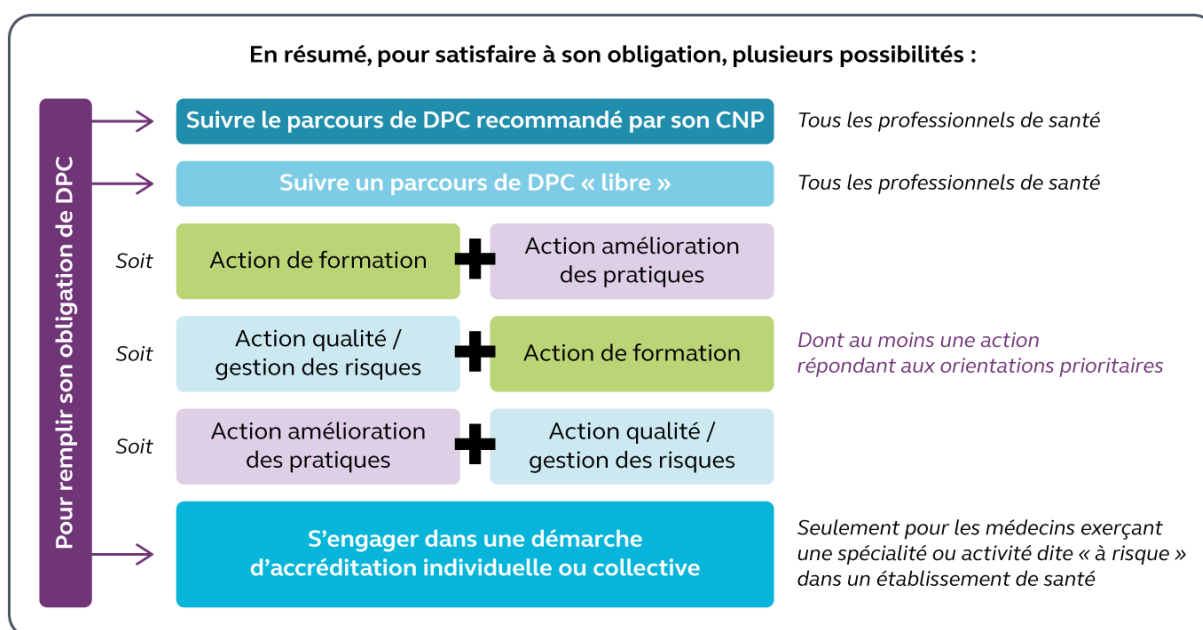 En résumé, pour satisfaire à son obligation, plusieurs possibilités :
Pour remplir son obligation de DPC
Suivre le parcours de DPC recommandé par son CNP
Tous les professionnels de santé
Suivre un parcours de DPC « libre »
Tous les professionnels de santé
Soit
Action de formation
+
Action amélioration
des pratiques
Soit
Action qualité /
gestion des risques
+
Action de formation
Dont au moins une action
répondant aux orientations prioritaires
Soit
Action amélioration
des pratiques
+
Action qualité /
gestion des risques
S’engager dans une démarche
d’accréditation individuelle ou collective
Seulement pour les médecins exerçant
une spécialité ou activité dite « à risque »
dans un établissement de santé